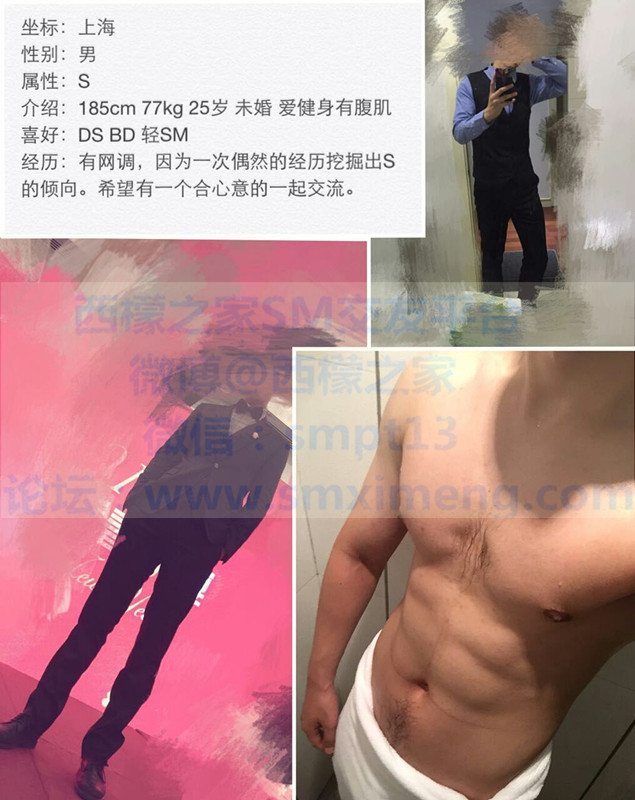 坐标：上海
性别：男
属性：S
介绍：185cm 77kg 25岁 未婚 爱健身有腹肌
喜好：DS BD 轻SM
经历：有网调，因为一次偶然的经历挖掘出S
的倾向。希望有一个合心意的一起交流。
西檬之家SM交友平台
微博@西檬之家
微信：smpt13
论坛：www.smximeng.com